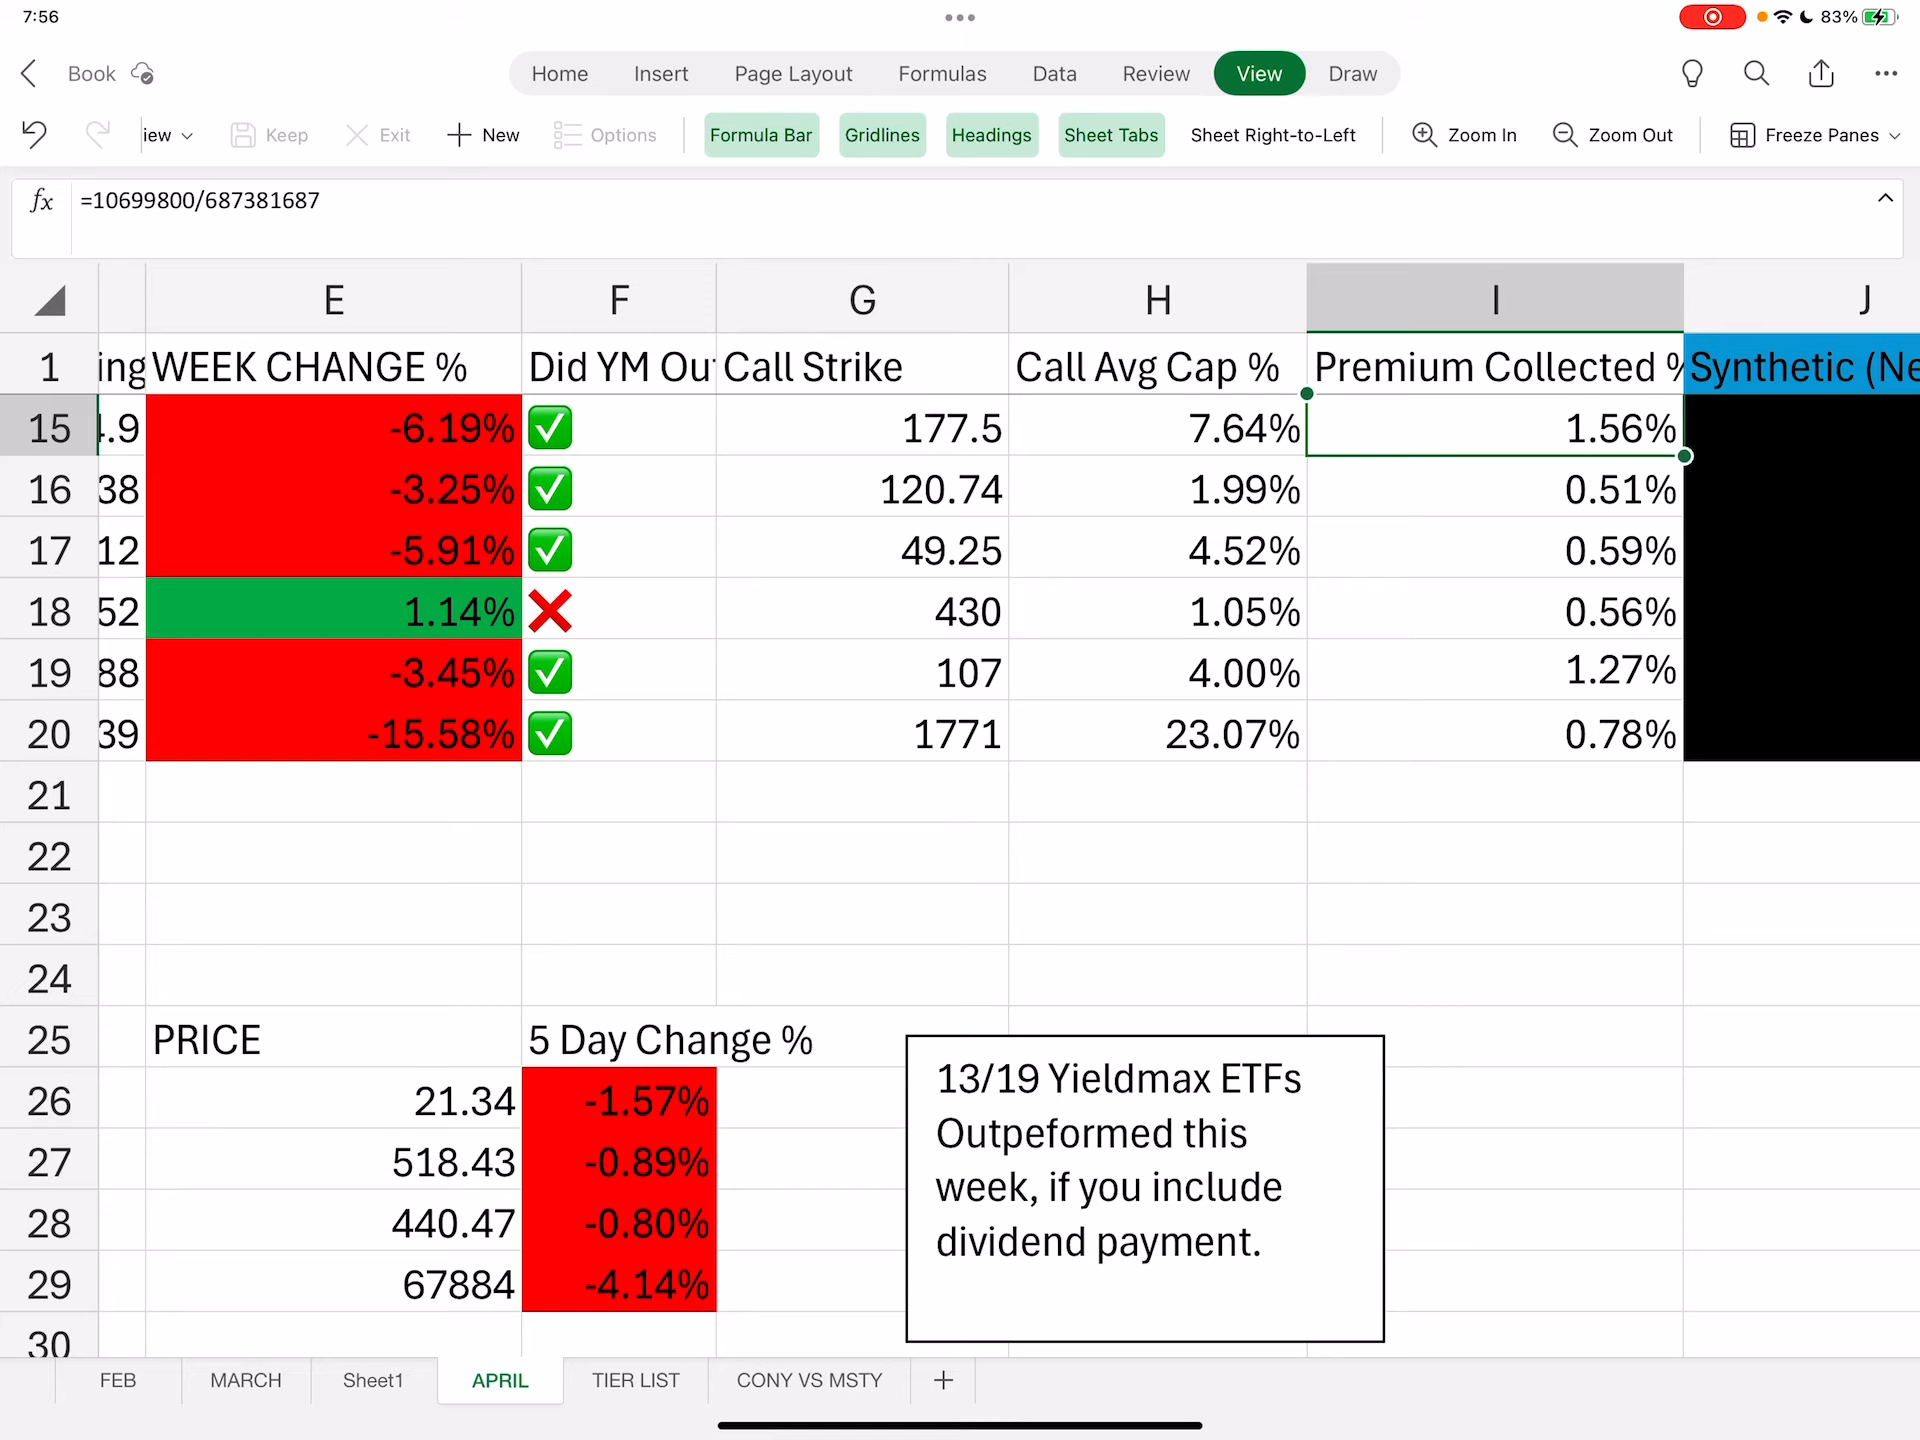 7:56
83%
Book
Home Insert Page Layout Formulas Data Review View Draw
iew Keep Exit New Options Formula Bar Gridlines Headings Sheet Tabs Sheet Right-to-Left Zoom In Zoom Out Freeze Panes
fx =10699800/687381687
E F G H I J
1 ing WEEK CHANGE % Did YM Out Call Strike Call Avg Cap % Premium Collected % Synthetic (Ne
15 4.9 -6.19% ✅ 177.5 7.64% 1.56%
16 38 -3.25% ✅ 120.74 1.99% 0.51%
17 12 -5.91% ✅ 49.25 4.52% 0.59%
18 52 1.14% ❌ 430 1.05% 0.56%
19 88 -3.45% ✅ 107 4.00% 1.27%
20 39 -15.58% ✅ 1771 23.07% 0.78%
21
22
23
24
25 PRICE 5 Day Change %
26 21.34 -1.57%
27 518.43 -0.89%
28 440.47 -0.80%
29 67884 -4.14%
30
13/19 Yieldmax ETFs
Outpeformed this
week, if you include
dividend payment.
FEB MARCH Sheet1 APRIL TIER LIST CONY VS MSTY